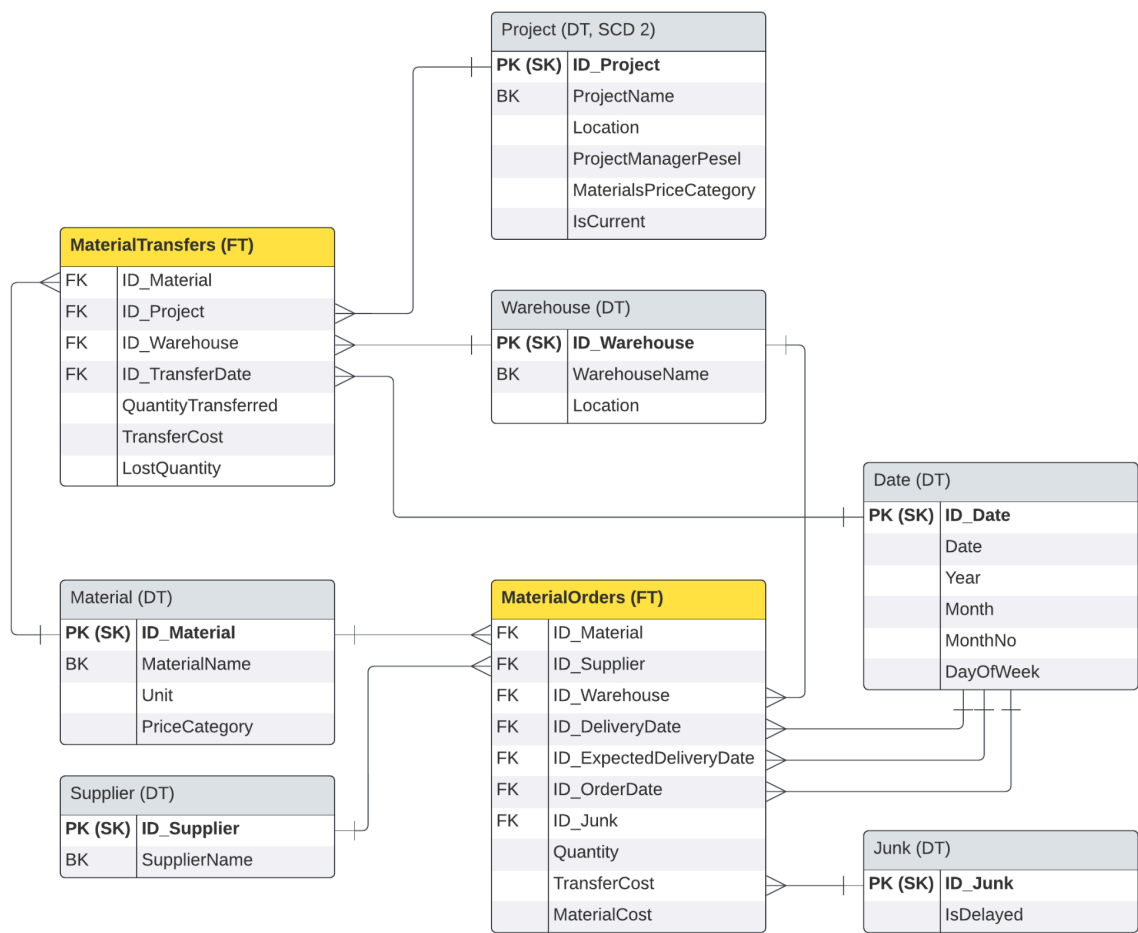 Project (DT, SCD 2)
PK (SK) ID_Project
BK ProjectName
Location
ProjectManagerPesel
MaterialsPriceCategory
IsCurrent
MaterialTransfers (FT)
FK ID_Material
FK ID_Project
FK ID_Warehouse
FK ID_TransferDate
QuantityTransferred
TransferCost
LostQuantity
Warehouse (DT)
PK (SK) ID_Warehouse
BK WarehouseName
Location
Date (DT)
PK (SK) ID_Date
Date
Year
Month
MonthNo
DayOfWeek
Material (DT)
PK (SK) ID_Material
BK MaterialName
Unit
PriceCategory
MaterialOrders (FT)
FK ID_Material
FK ID_Supplier
FK ID_Warehouse
FK ID_DeliveryDate
FK ID_ExpectedDeliveryDate
FK ID_OrderDate
FK ID_Junk
Quantity
TransferCost
MaterialCost
Supplier (DT)
PK (SK) ID_Supplier
BK SupplierName
Junk (DT)
PK (SK) ID_Junk
IsDelayed